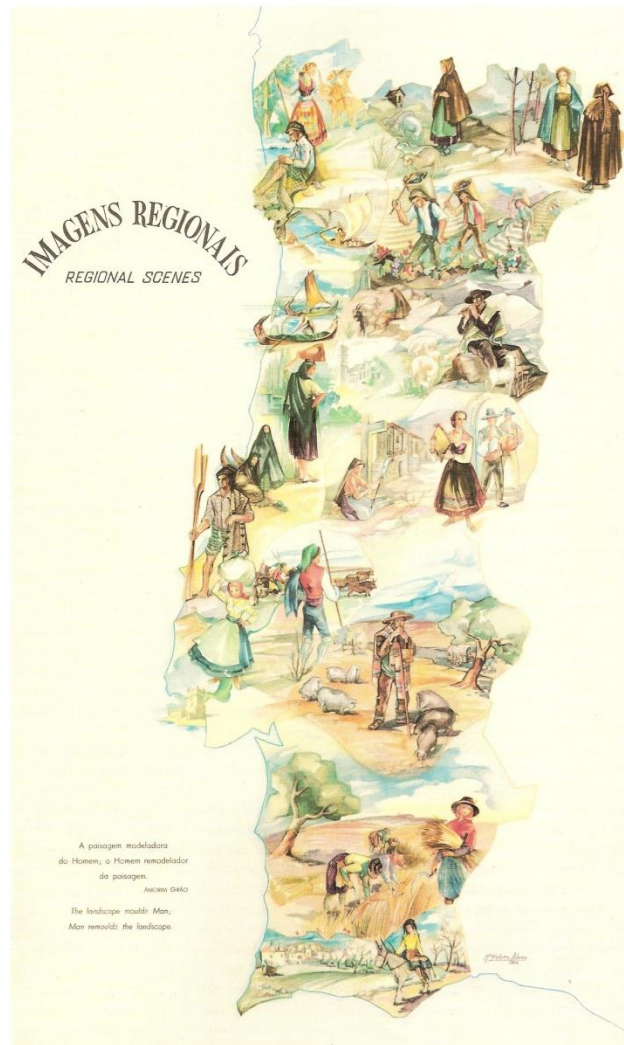 IMAGENS REGIONAIS
REGIONAL SCENES
A paisagem modeladora
do Homem; o Homem remodelador
da paisagem.
AMORIM GIRÃO
The landscape moulds Man;
Man remoulds the landscape.